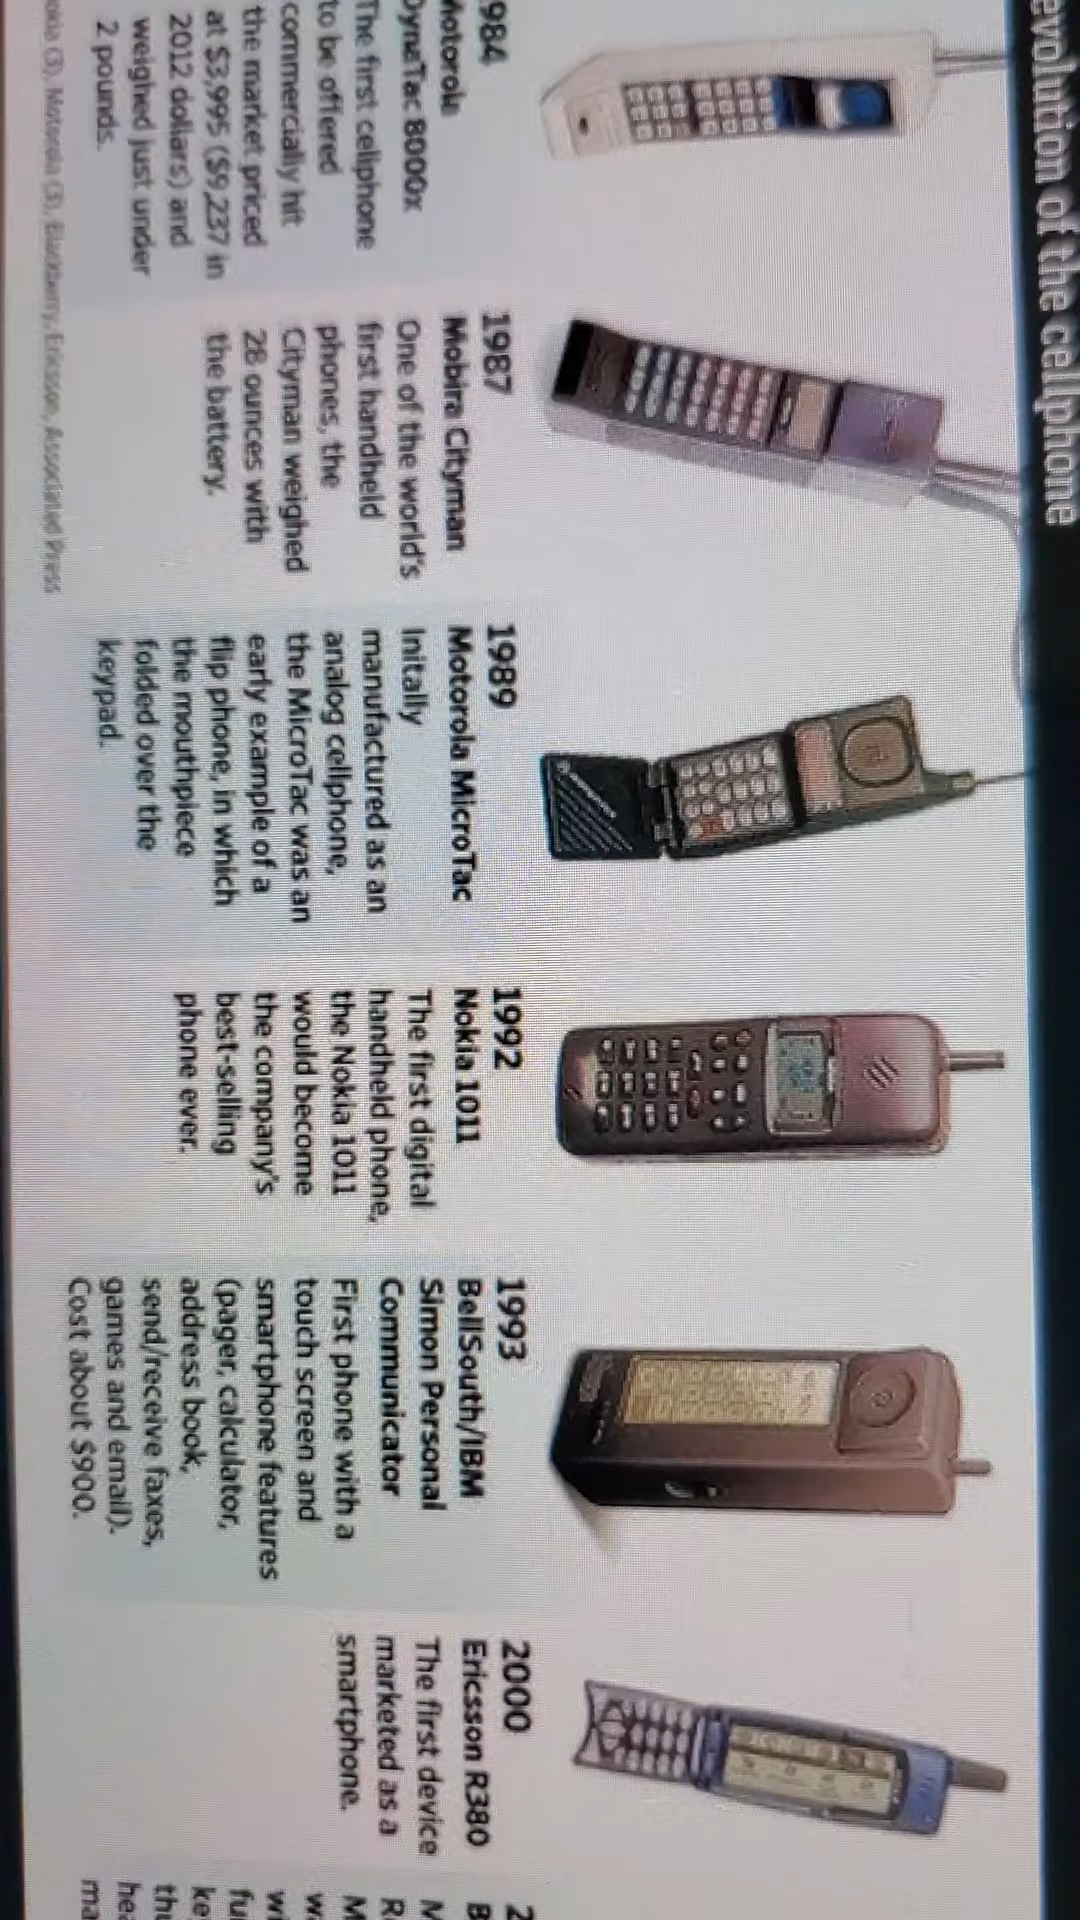 evolution of the cellphone
984
Motorola
DynaTac 8000x
The first cellphone
to be offered
commercially hit
the market priced
at $3,995 ($9,237 in
2012 dollars) and
weighed just under
2 pounds.
1987
Mobira Cityman
One of the world's
first handheld
phones, the
Cityman weighed
28 ounces with
the battery.
1989
Motorola MicroTac
Initally
manufactured as an
analog cellphone,
the MicroTac was an
early example of a
flip phone, in which
the mouthpiece
folded over the
keypad.
1992
Nokia 1011
The first digital
handheld phone,
the Nokia 1011
would become
the company's
best-selling
phone ever.
1993
BellSouth/IBM
Simon Personal
Communicator
First phone with a
touch screen and
smartphone features
(pager, calculator,
address book,
send/receive faxes,
games and email).
Cost about $900.
2000
Ericsson R380
The first device
marketed as a
smartphone.
okia (3), Motorola (3), Blackberry, Ericsson, Associated Press